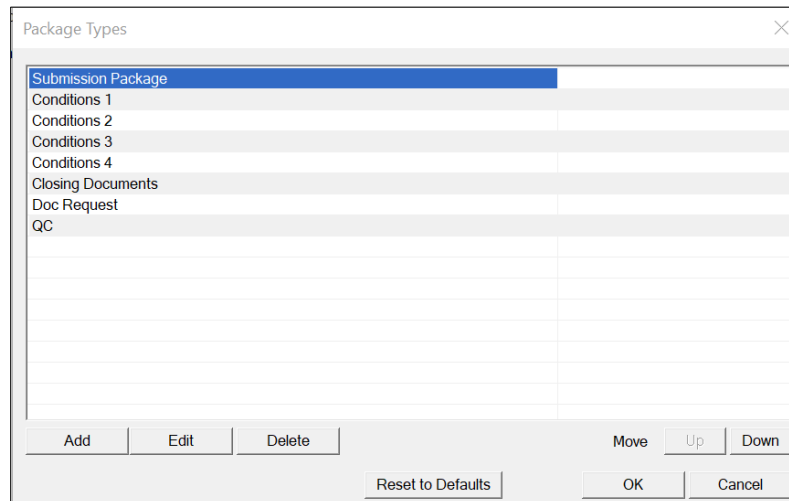 Package Types
Submission Package
Conditions 1
Conditions 2
Conditions 3
Conditions 4
Closing Documents
Doc Request
QC
Add Edit Delete Move Up Down
Reset to Defaults OK Cancel